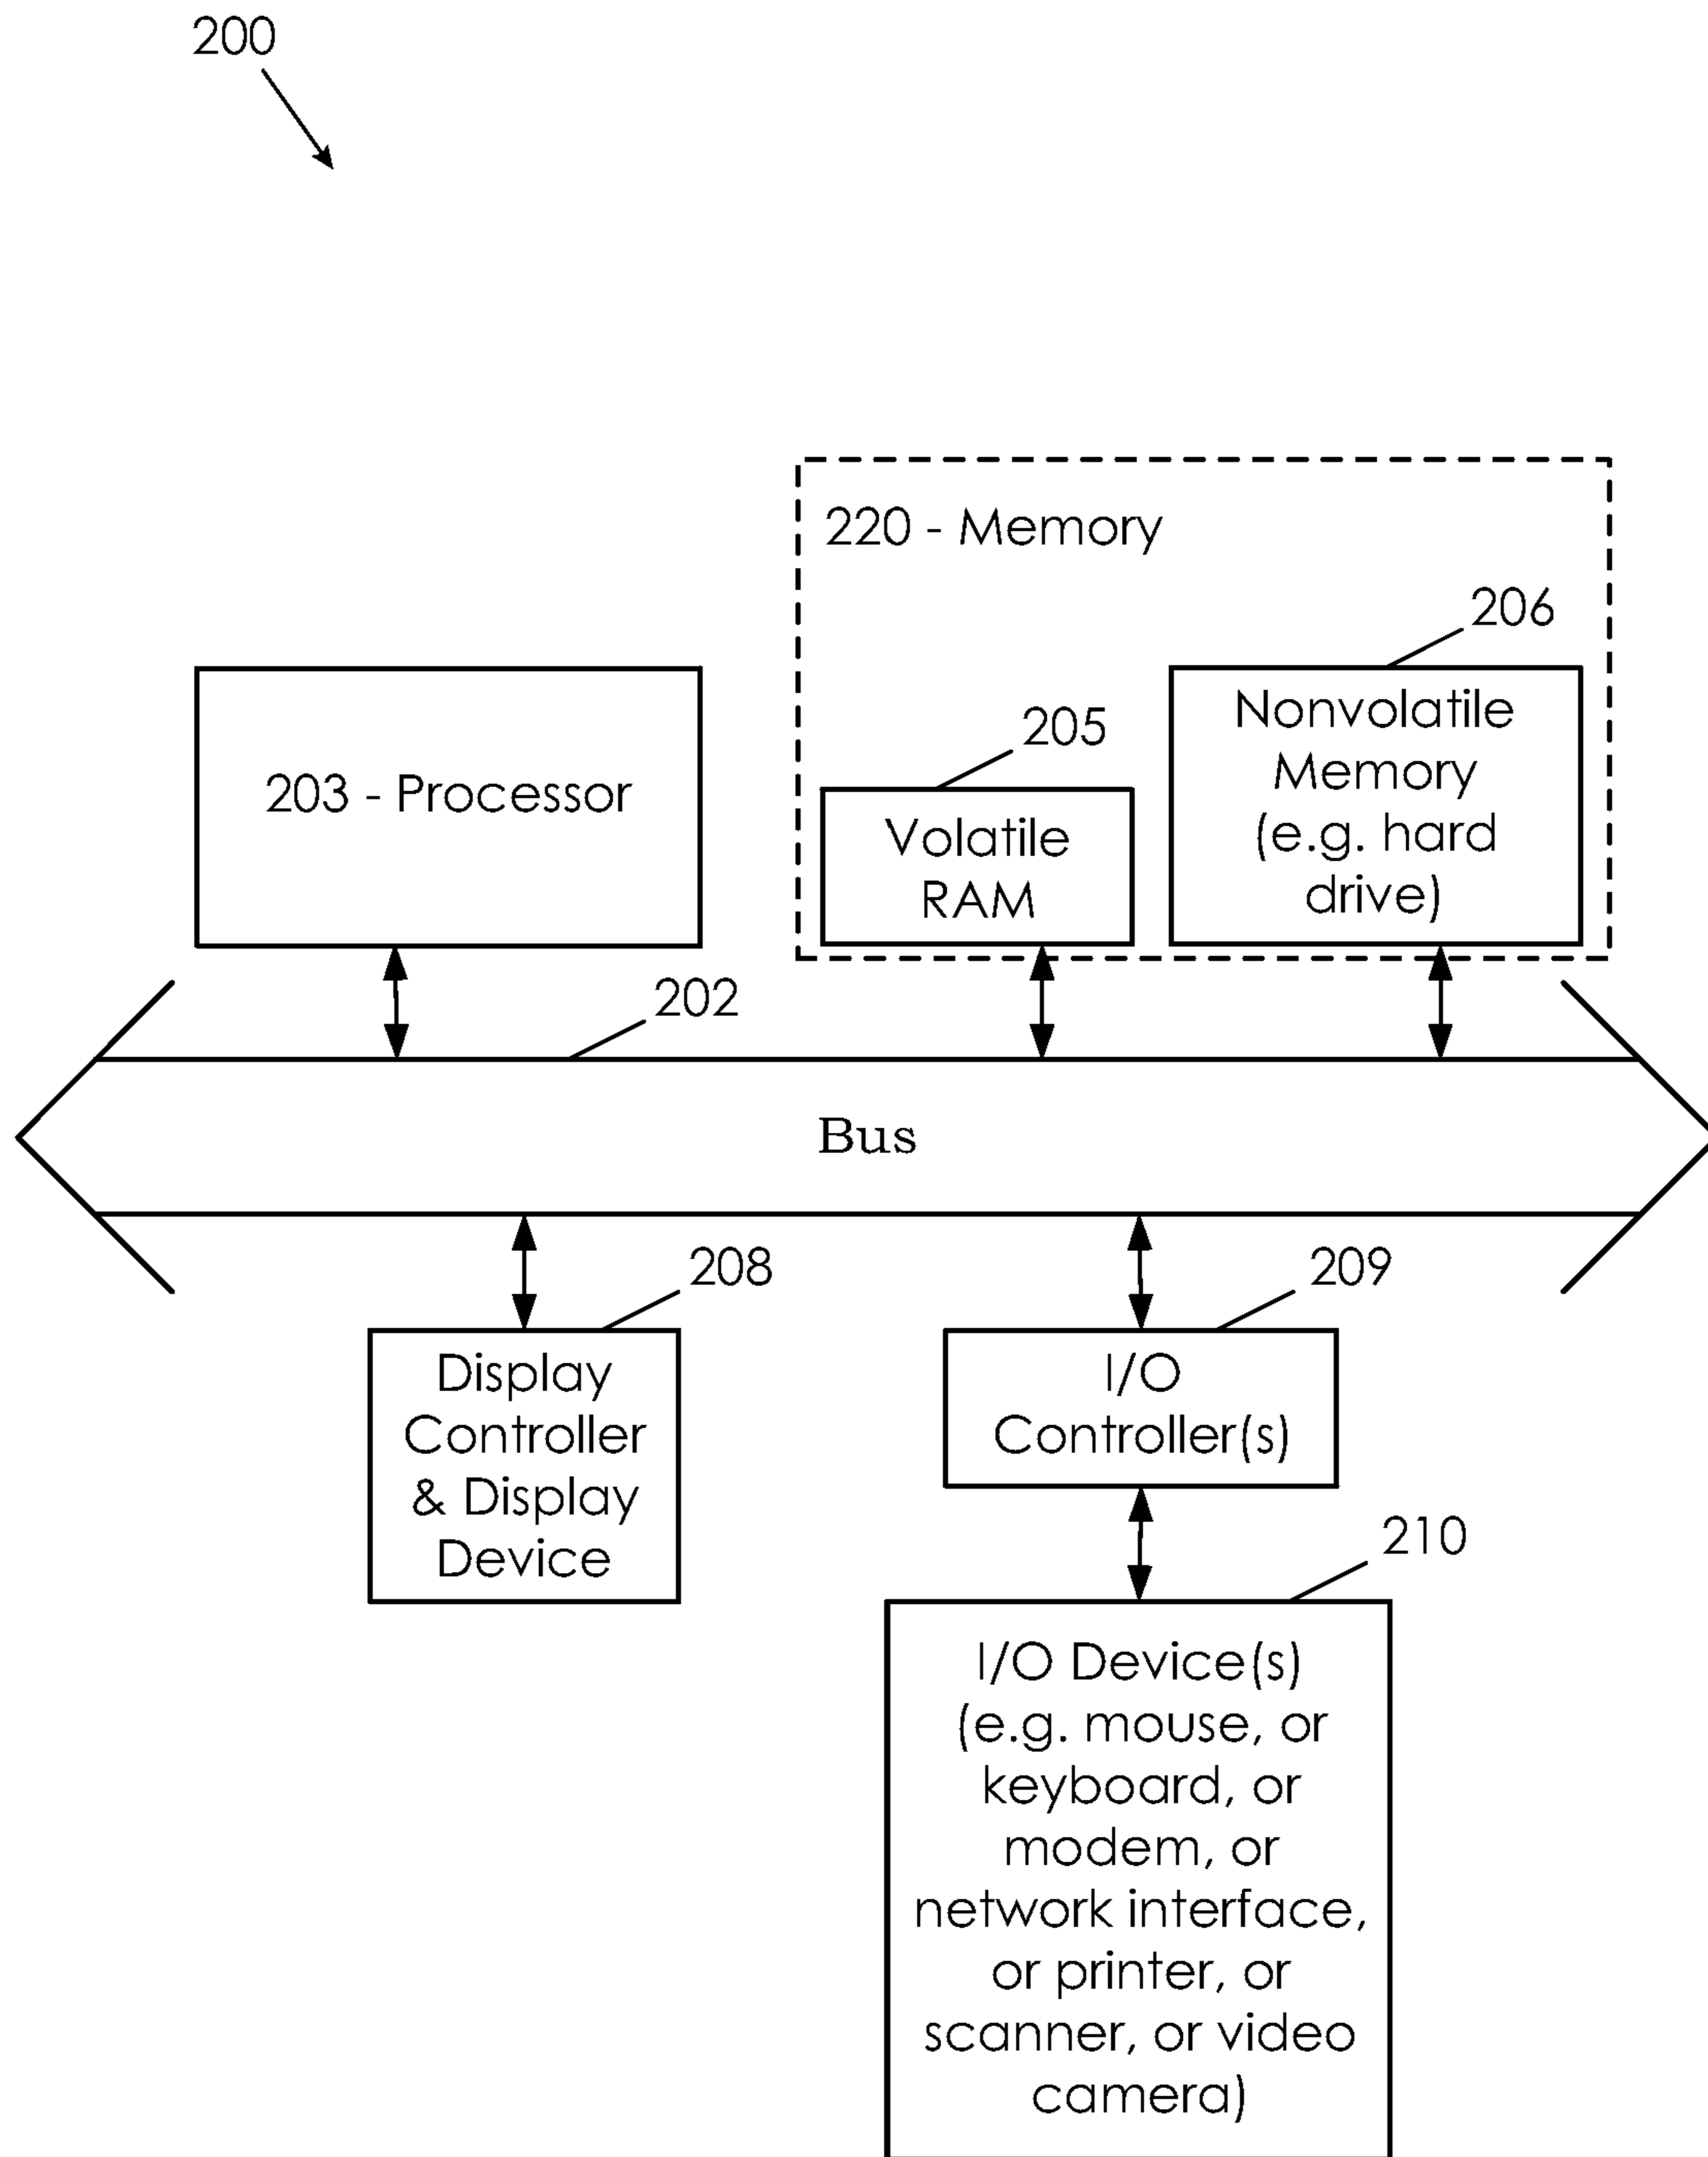 200
220 - Memory
206
Nonvolatile
Memory
(e.g. hard
drive)
205
Volatile
RAM
203 - Processor
202
Bus
208
Display
Controller
& Display
Device
209
I/O
Controller(s)
210
I/O Device(s)
(e.g. mouse, or
keyboard, or
modem, or
network interface,
or printer, or
scanner, or video
camera)